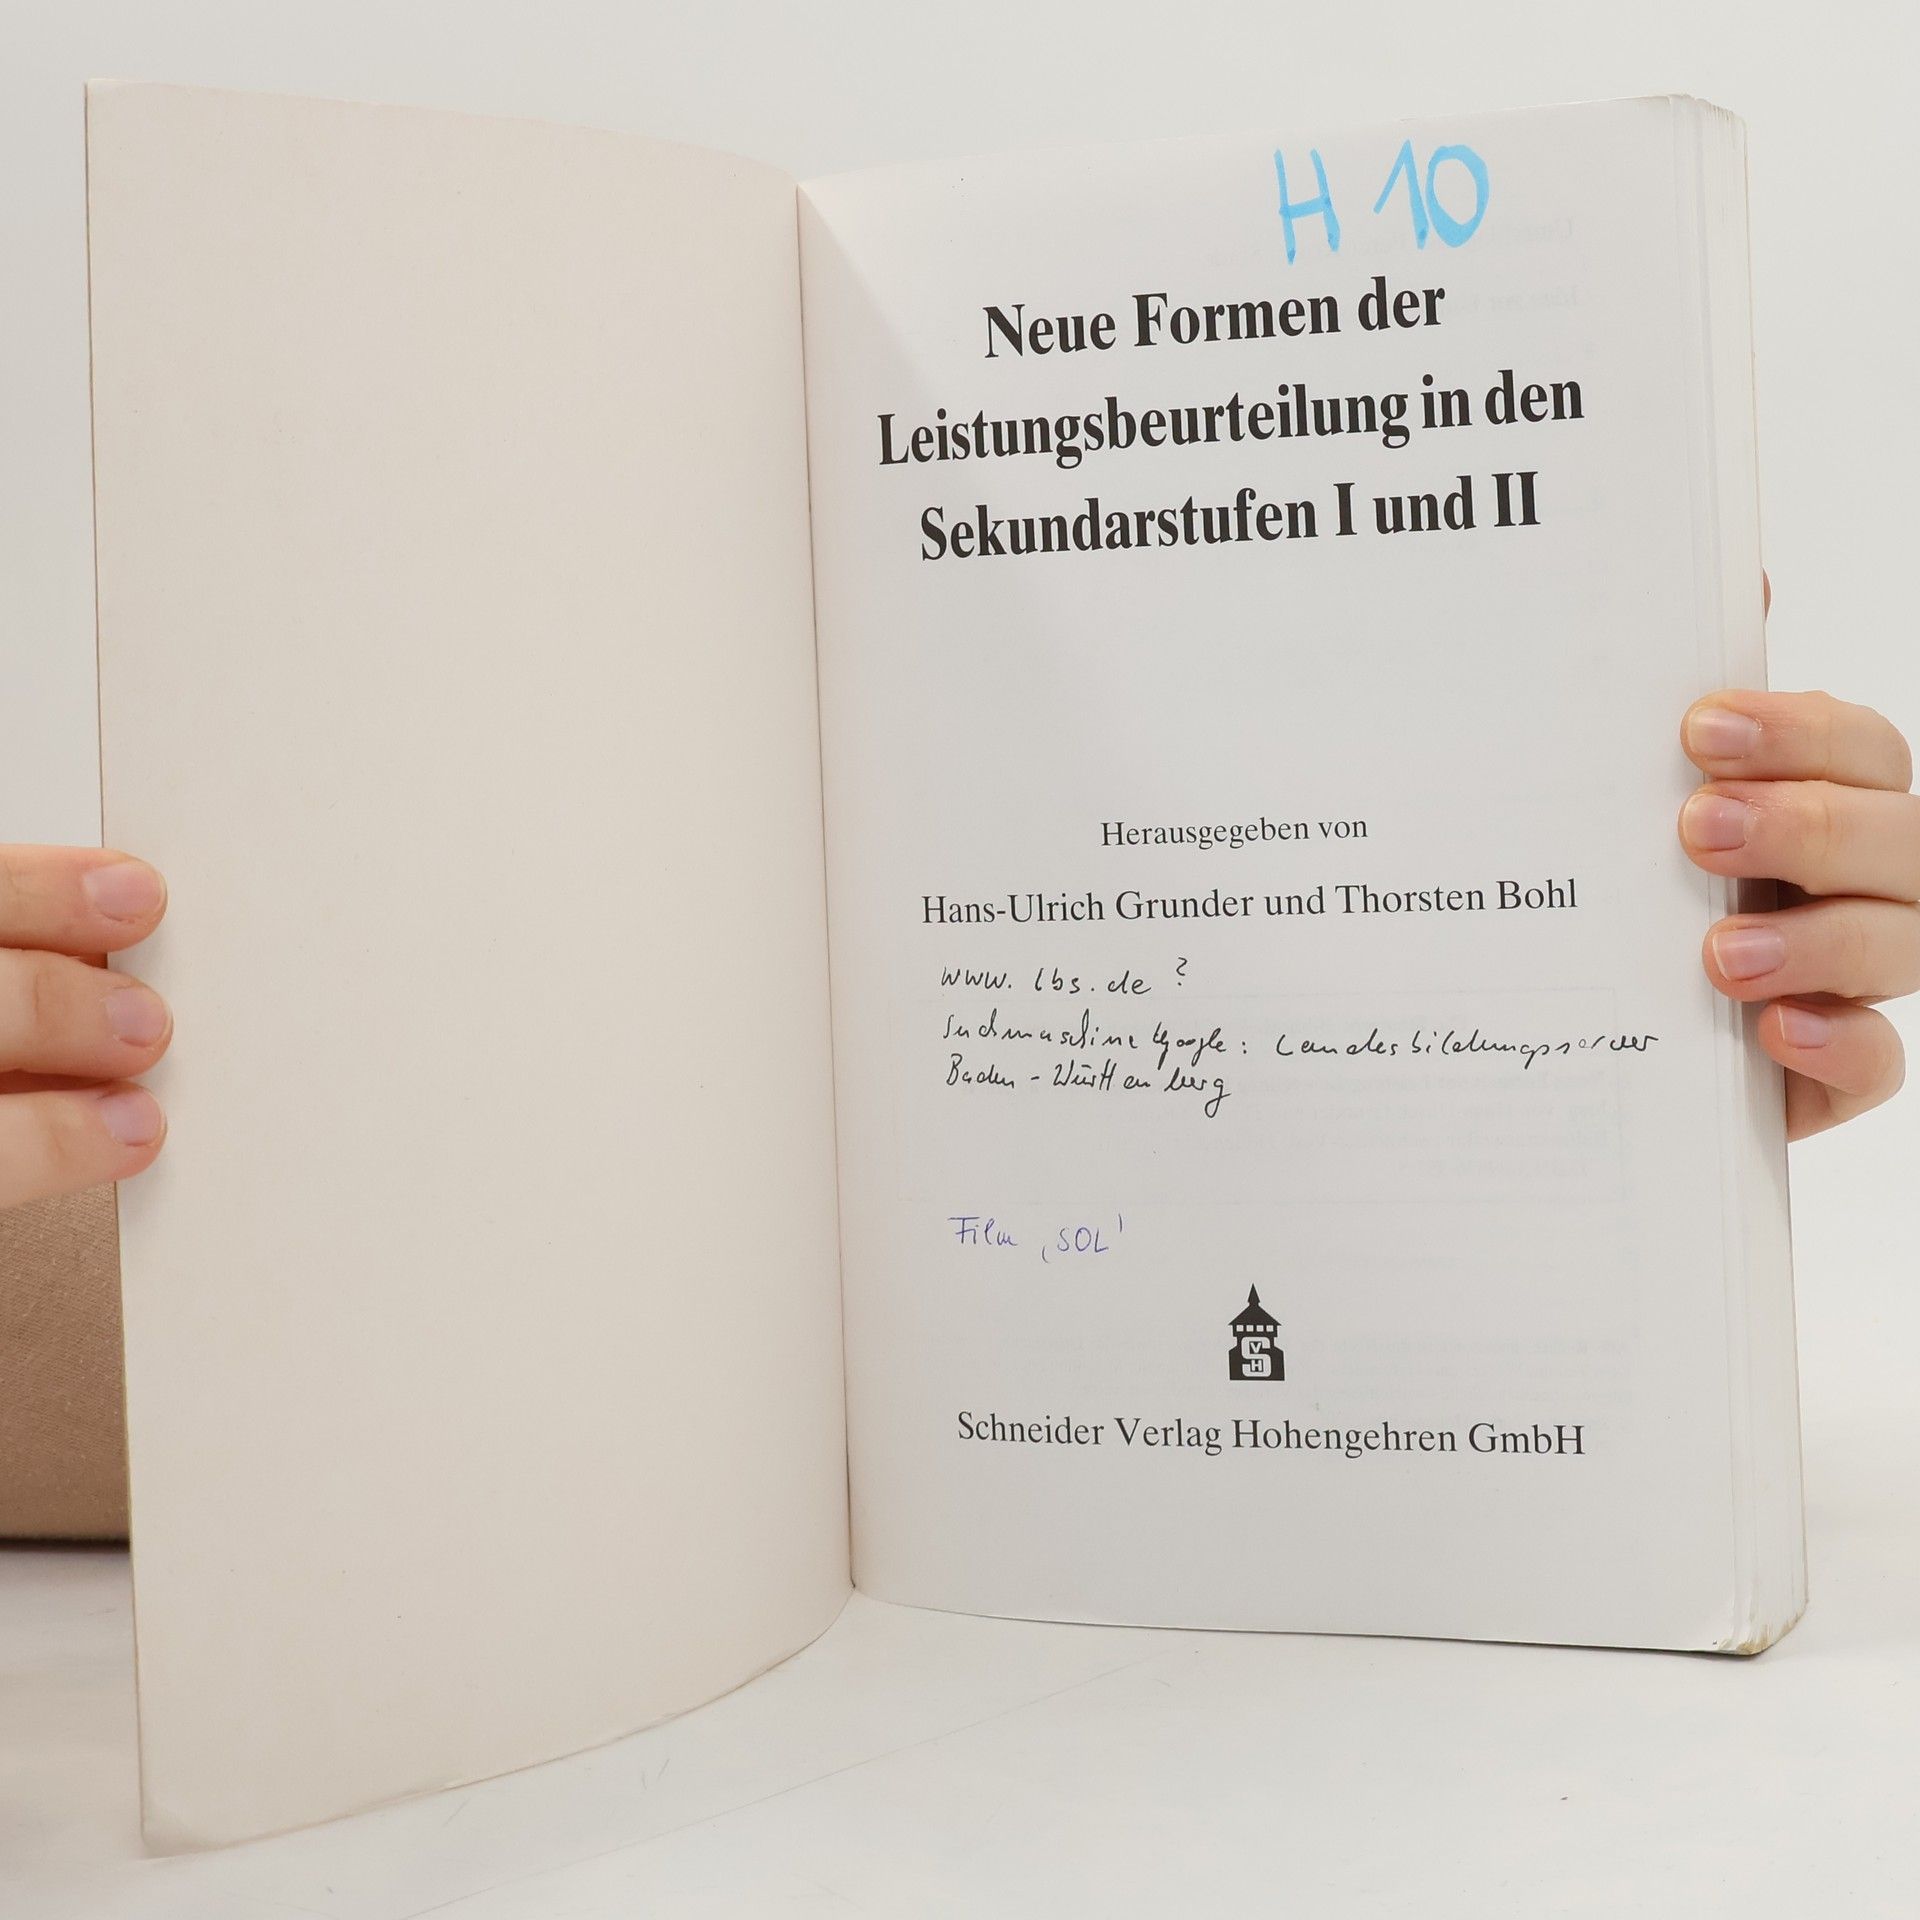 H 10
Neue Formen der
Leistungsbeurteilung in den
Sekundarstufen I und II
Herausgegeben von
Hans-Ulrich Grunder und Thorsten Bohl
www. lbs.de ?
Suchmaschine Google: Landesbildungsserver
Baden-Württemberg
Film ‚SOL'
S
V
H
Schneider Verlag Hohengehren GmbH